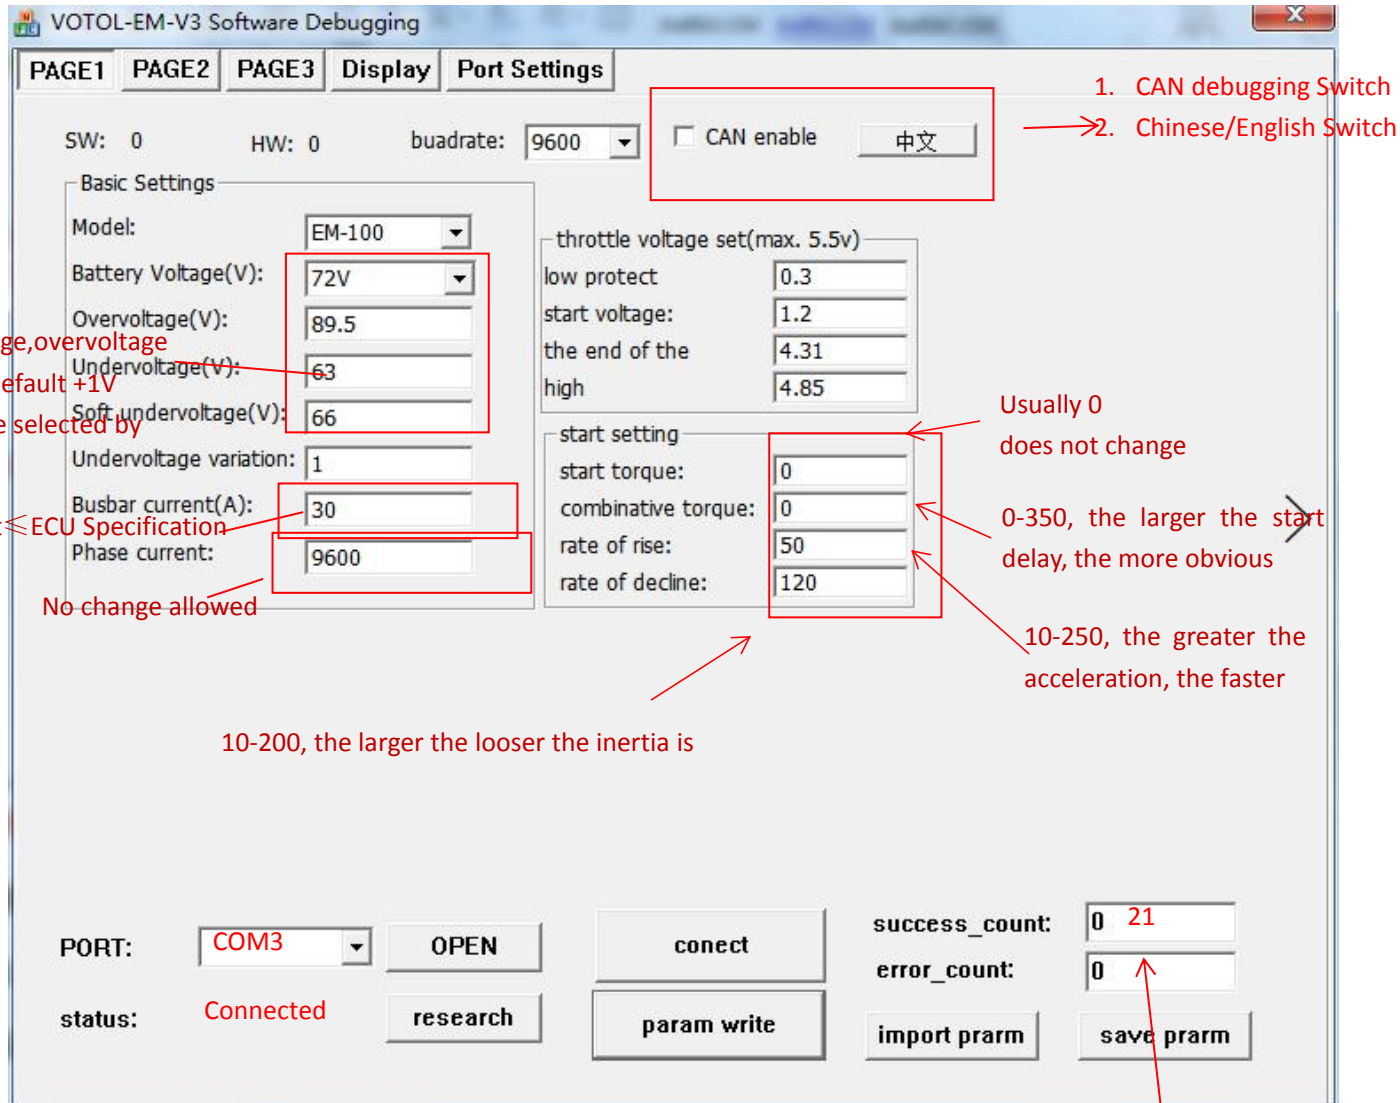 VOTOL-EM-V3 Software Debugging
PAGE1 PAGE2 PAGE3 Display Port Settings
1. CAN debugging Switch
2. Chinese/English Switch
SW: 0 HW: 0 buadrate: 9600 CAN enable 中文
Basic Settings
Model: EM-100
Battery Voltage(V): 72V
Overvoltage(V): 89.5
Undervoltage(V): 63
Soft undervoltage(V): 66
Undervoltage variation: 1
Busbar current(A): 30
Phase current: 9600
ge,overvoltage
efault +1V
e selected by
≤ECU Specification
No change allowed
throttle voltage set(max. 5.5v)
low protect 0.3
start voltage: 1.2
the end of the 4.31
high 4.85
start setting
start torque: 0
combinative torque: 0
rate of rise: 50
rate of decline: 120
Usually 0
does not change
0-350, the larger the start
delay, the more obvious
10-250, the greater the
acceleration, the faster
10-200, the larger the looser the inertia is
PORT: COM3 OPEN conect success_count: 0 21
error_count: 0
status: Connected research param write import prarm save prarm